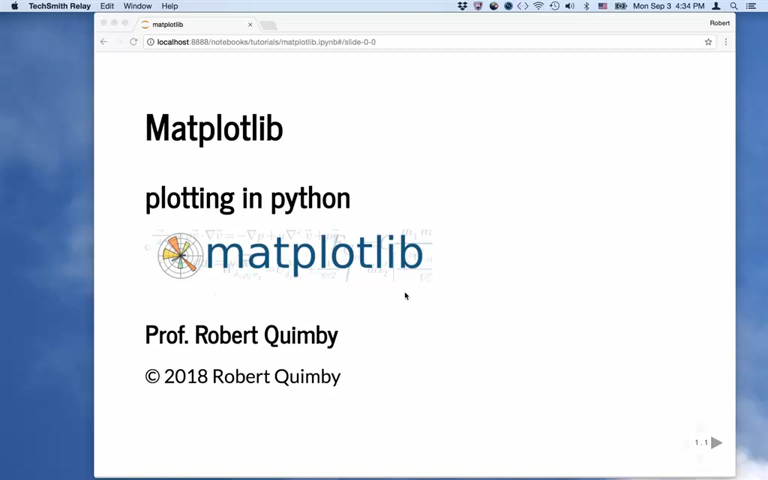 TechSmith Relay Edit Window Help Mon Sep 3 4:34 PM
matplotlib
Robert
localhost:8888/notebooks/tutorials/matplotlib.ipynb#/slide-0-0
Matplotlib
plotting in python
matplotlib
Prof. Robert Quimby
© 2018 Robert Quimby
1.1